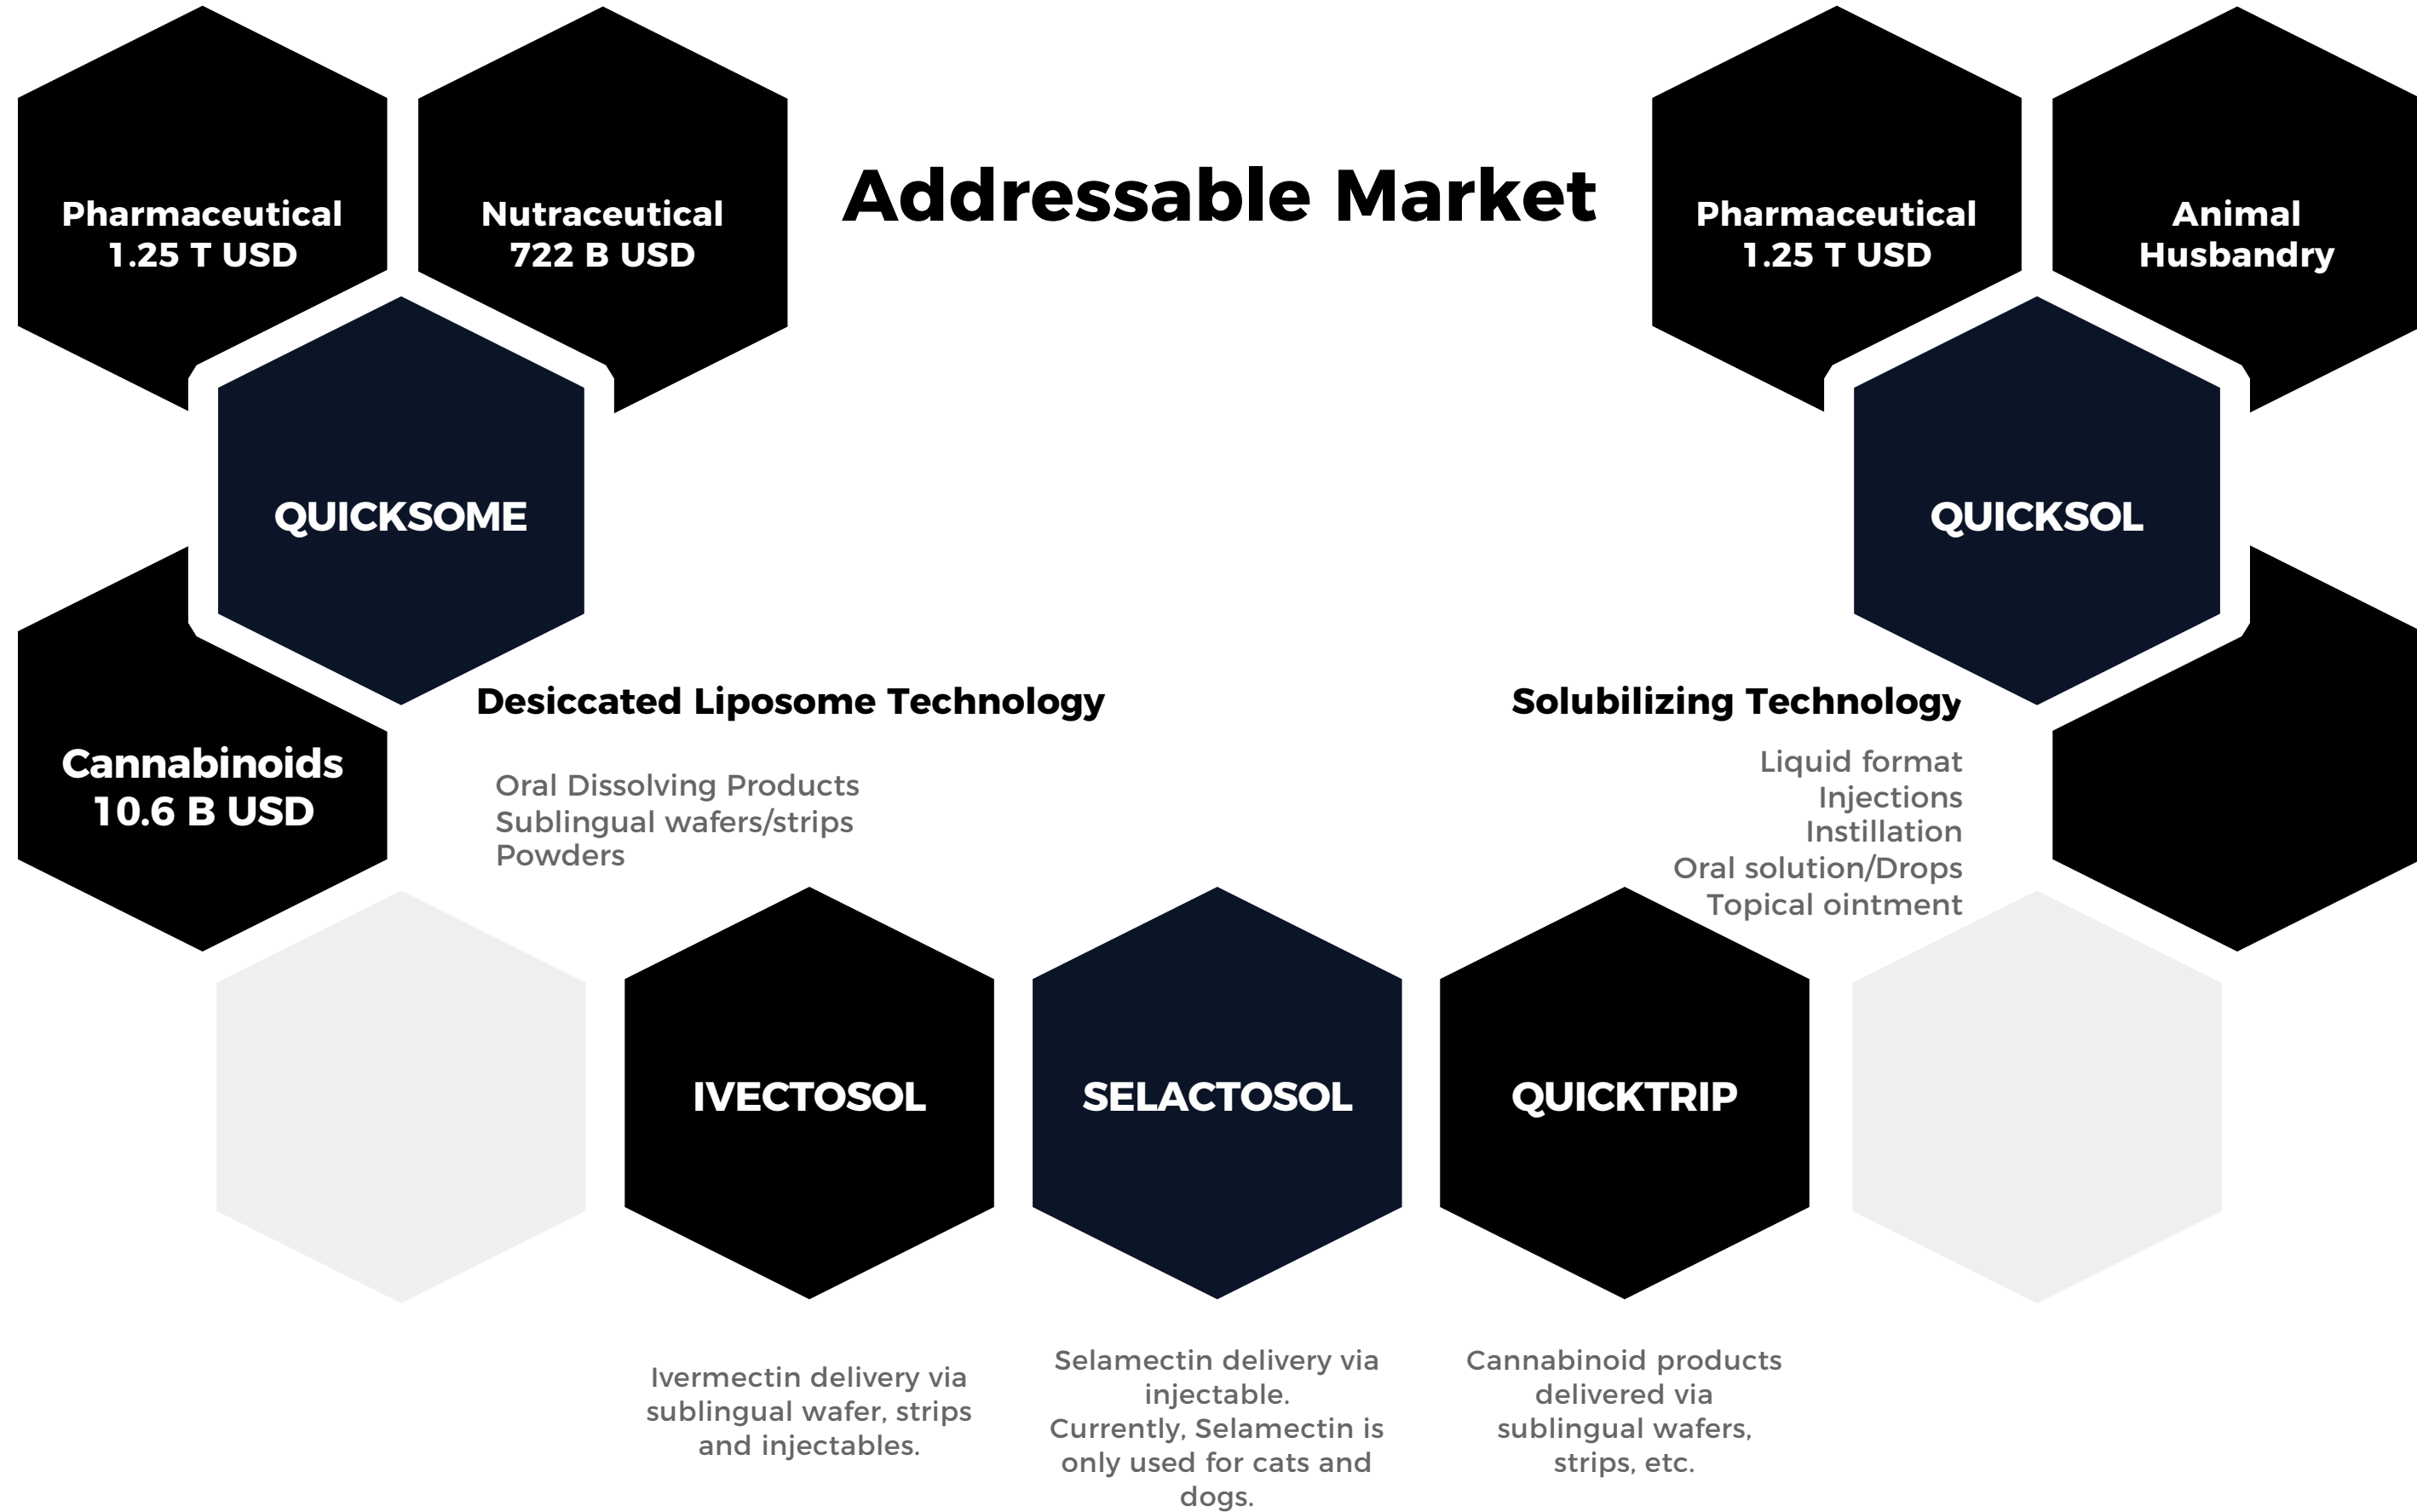 Addressable Market
Pharmaceutical
1.25 T USD
Nutraceutical
722 B USD
Pharmaceutical
1.25 T USD
Animal
Husbandry
QUICKSOME
QUICKSOL
Cannabinoids
10.6 B USD
Desiccated Liposome Technology
Oral Dissolving Products
Sublingual wafers/strips
Powders
Solubilizing Technology
Liquid format
Injections
Instillation
Oral solution/Drops
Topical ointment
IVECTOSOL
SELACTOSOL
QUICKTRIP
Ivermectin delivery via
sublingual wafer, strips
and injectables.
Selamectin delivery via
injectable.
Currently, Selamectin is
only used for cats and
dogs.
Cannabinoid products
delivered via
sublingual wafers,
strips, etc.